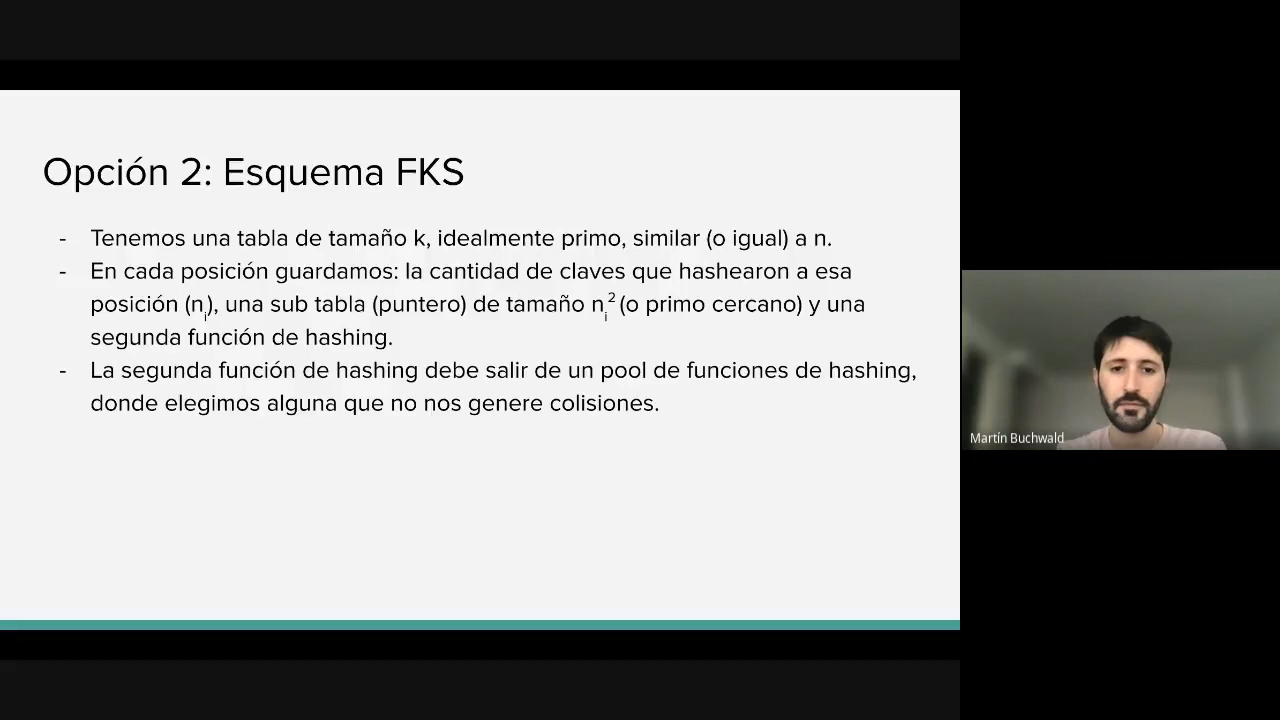 Opción 2: Esquema FKS
- Tenemos una tabla de tamaño k, idealmente primo, similar (o igual) a n.
- En cada posición guardamos: la cantidad de claves que hashearon a esa
posición (nᵢ), una sub tabla (puntero) de tamaño nᵢ² (o primo cercano) y una
segunda función de hashing.
- La segunda función de hashing debe salir de un pool de funciones de hashing,
donde elegimos alguna que no nos genere colisiones.
Martín Buchwald